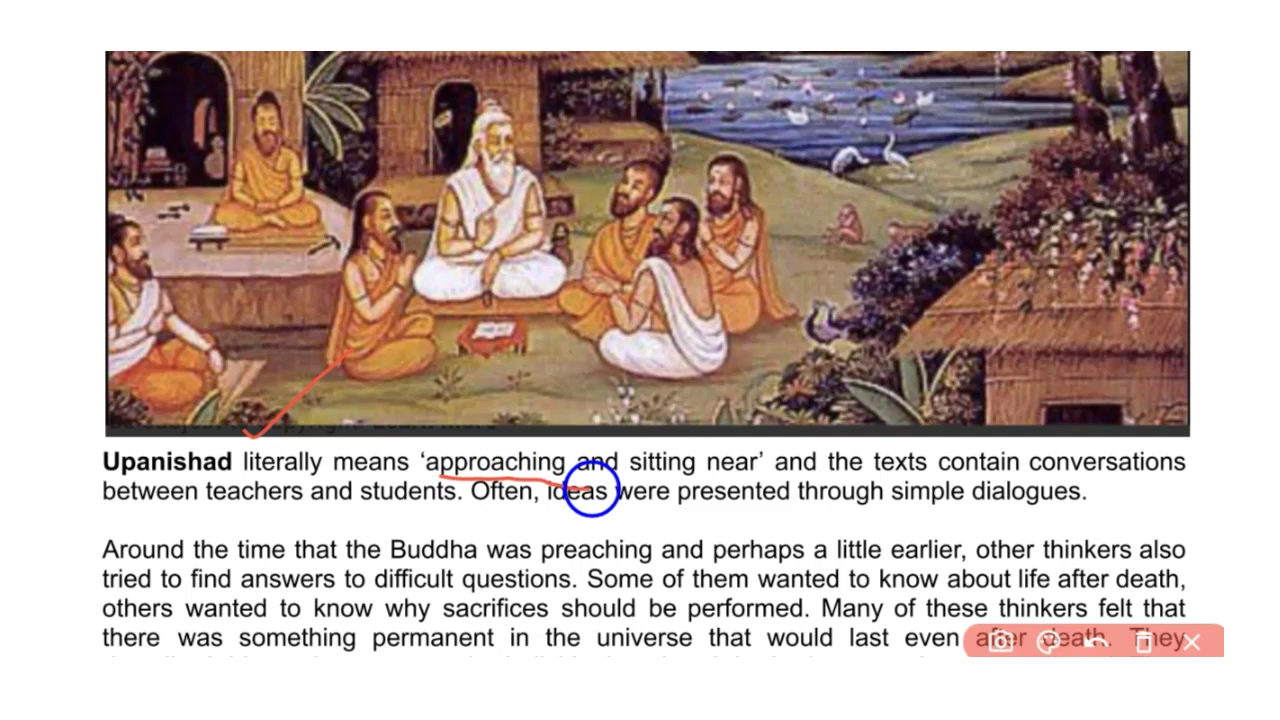 Upanishad literally means ‘approaching and sitting near’ and the texts contain conversations
between teachers and students. Often, ideas were presented through simple dialogues.
Around the time that the Buddha was preaching and perhaps a little earlier, other thinkers also
tried to find answers to difficult questions. Some of them wanted to know about life after death,
others wanted to know why sacrifices should be performed. Many of these thinkers felt that
there was something permanent in the universe that would last even after death. They